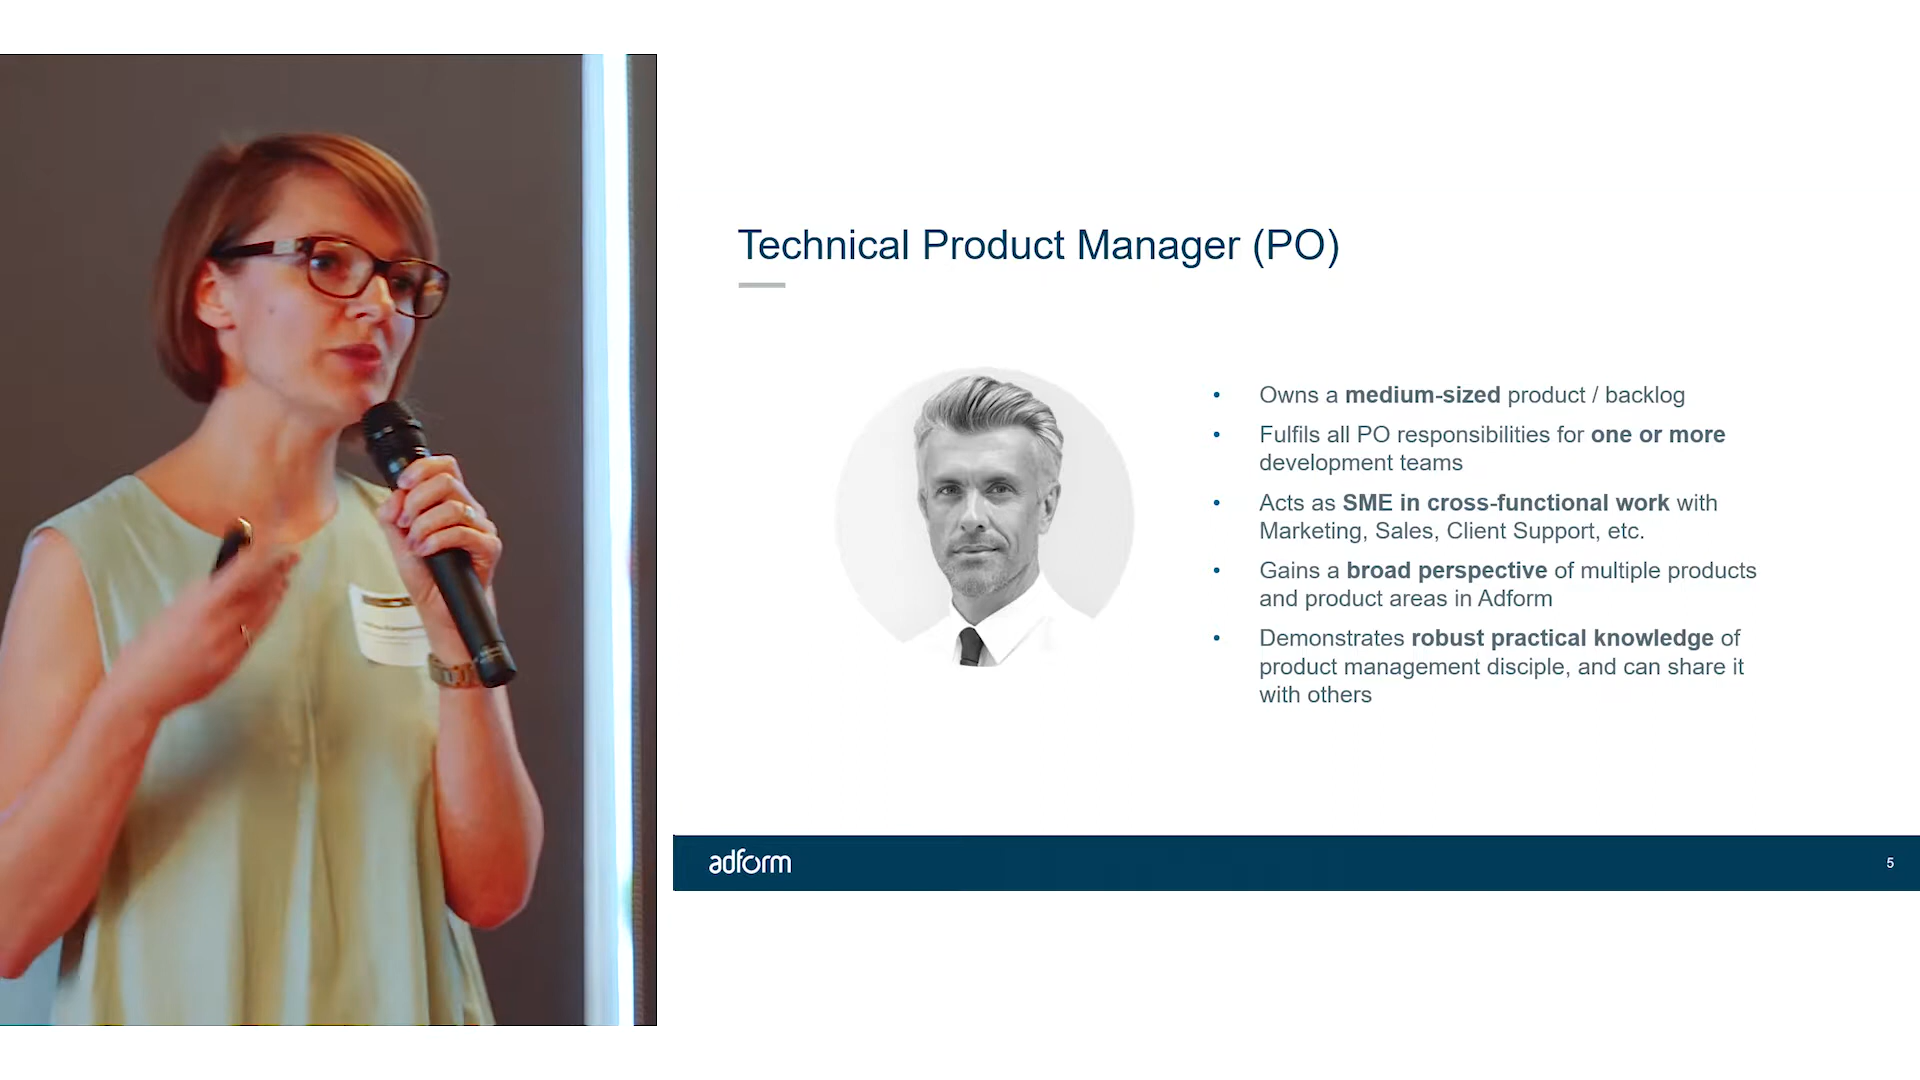 Technical Product Manager (PO)
• Owns a medium-sized product / backlog
• Fulfils all PO responsibilities for one or more
development teams
• Acts as SME in cross-functional work with
Marketing, Sales, Client Support, etc.
• Gains a broad perspective of multiple products
and product areas in Adform
• Demonstrates robust practical knowledge of
product management disciple, and can share it
with others
adform
5